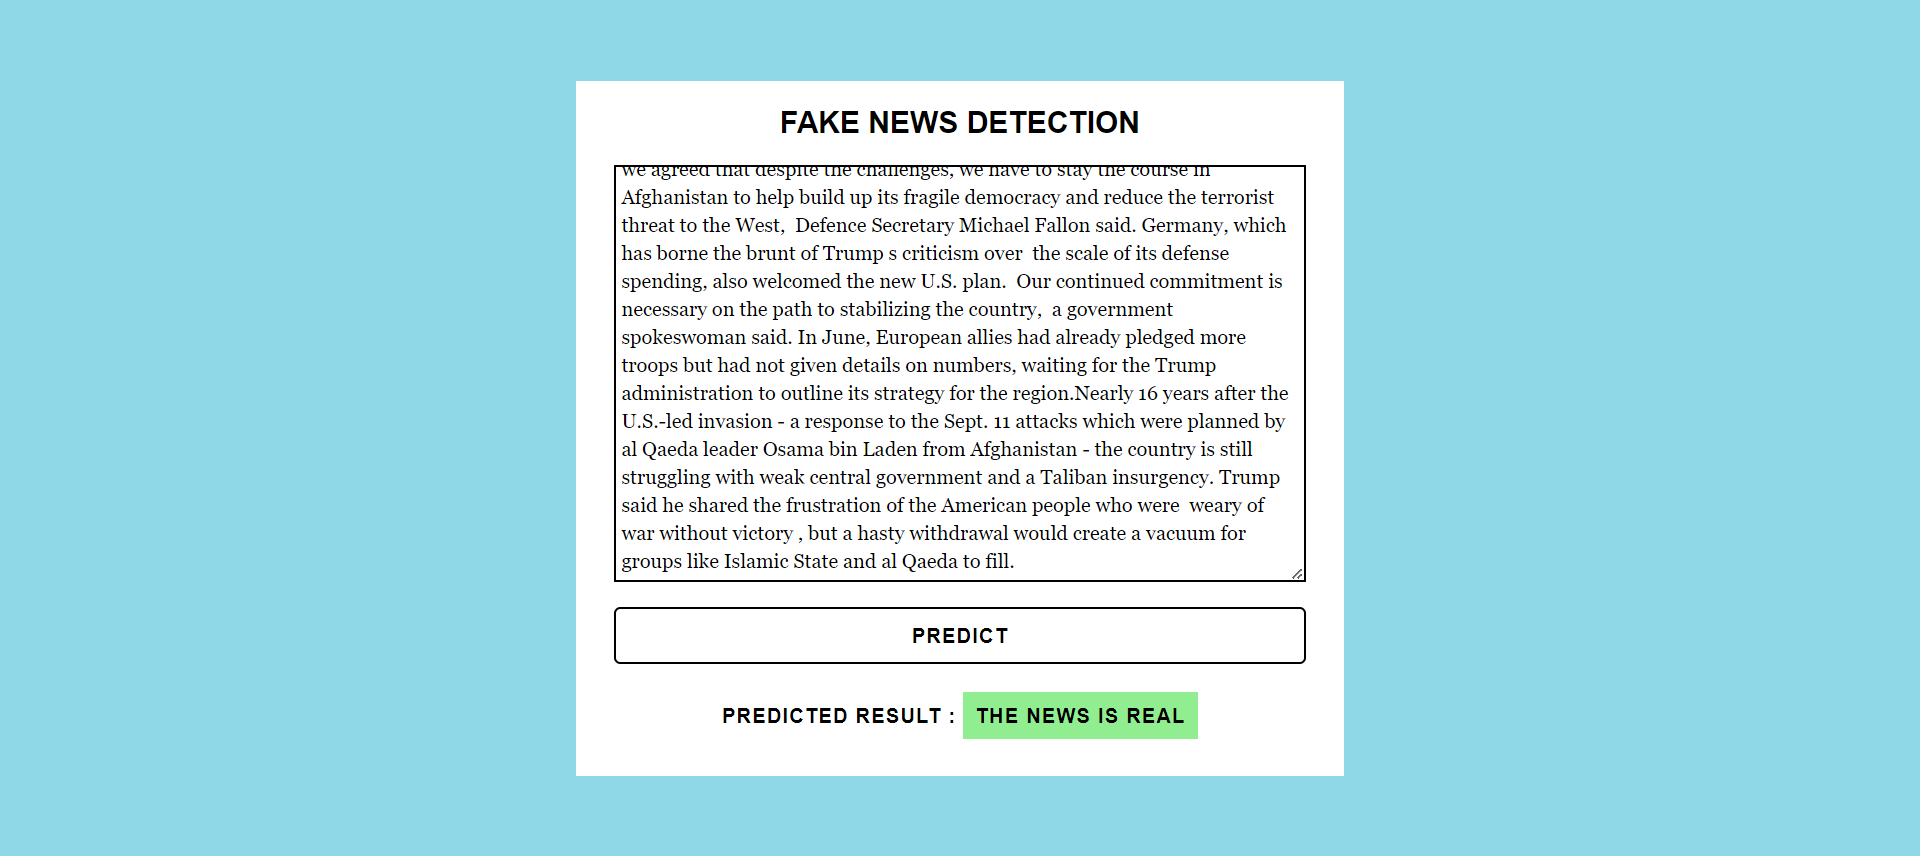 FAKE NEWS DETECTION
we agreed that despite the challenges, we have to stay the course in
Afghanistan to help build up its fragile democracy and reduce the terrorist
threat to the West,  Defence Secretary Michael Fallon said. Germany, which
has borne the brunt of Trump s criticism over  the scale of its defense
spending, also welcomed the new U.S. plan.  Our continued commitment is
necessary on the path to stabilizing the country,  a government
spokeswoman said. In June, European allies had already pledged more
troops but had not given details on numbers, waiting for the Trump
administration to outline its strategy for the region.Nearly 16 years after the
U.S.-led invasion - a response to the Sept. 11 attacks which were planned by
al Qaeda leader Osama bin Laden from Afghanistan - the country is still
struggling with weak central government and a Taliban insurgency. Trump
said he shared the frustration of the American people who were  weary of
war without victory , but a hasty withdrawal would create a vacuum for
groups like Islamic State and al Qaeda to fill.
PREDICT
PREDICTED RESULT : THE NEWS IS REAL